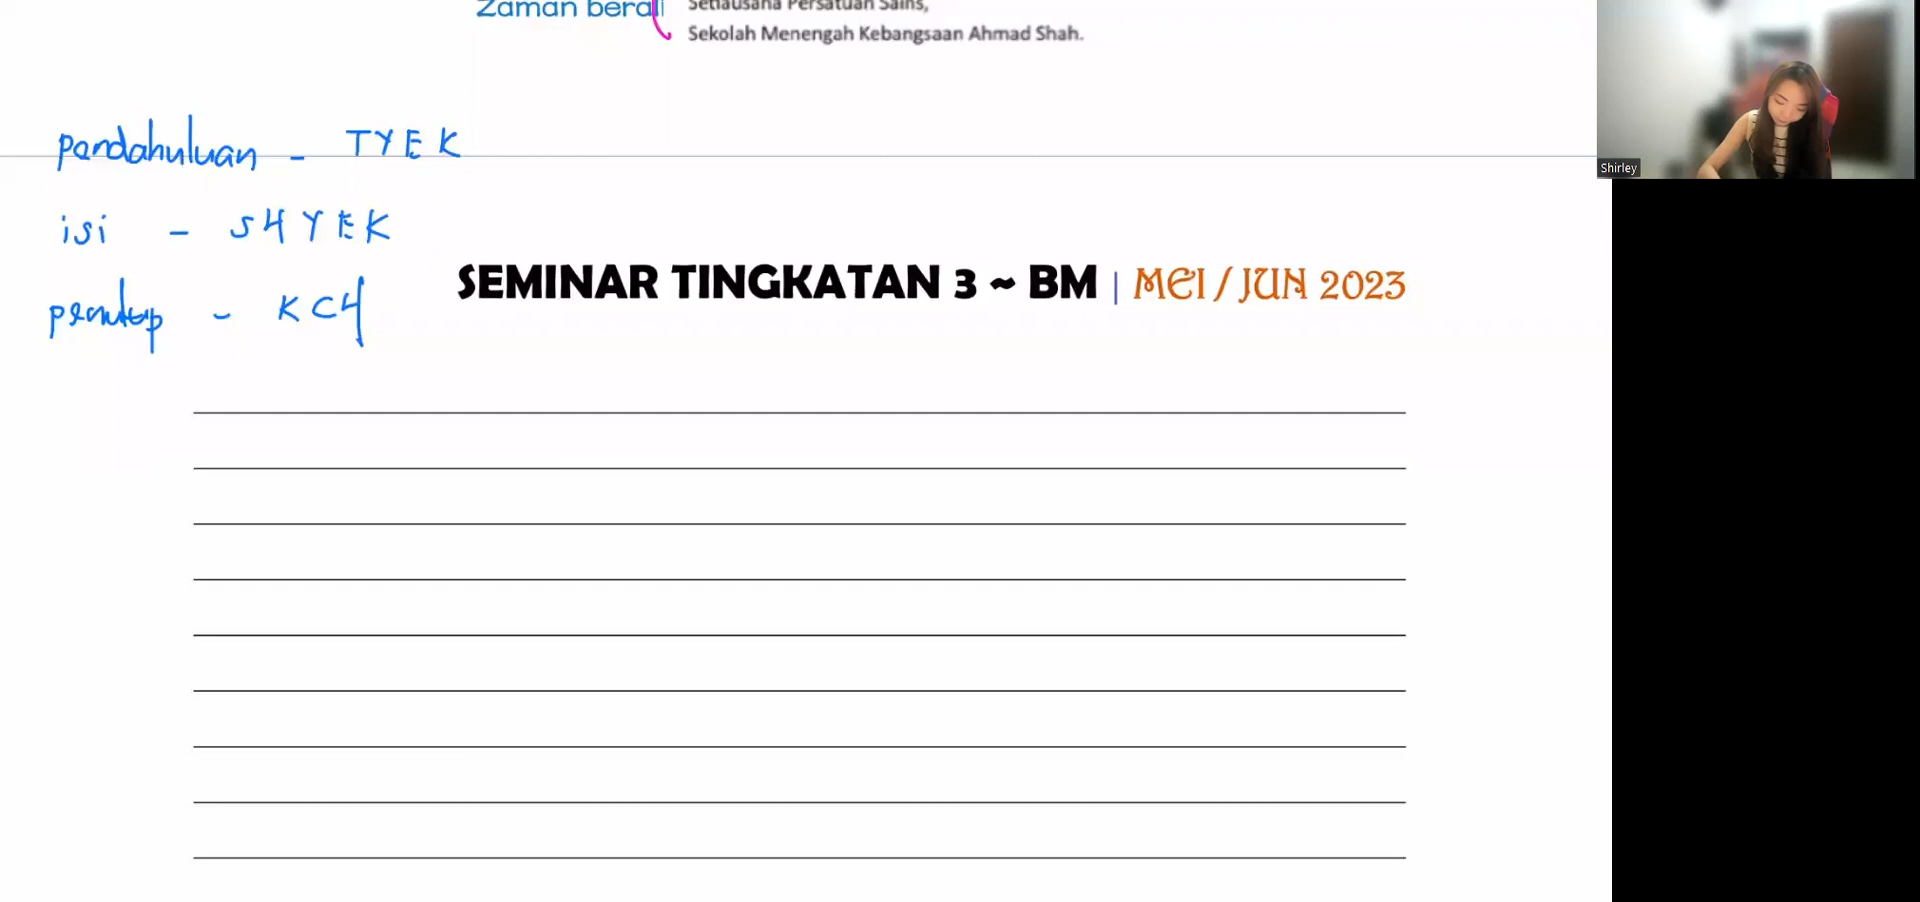 Zaman berali
Setiausaha Persatuan Sains,
Sekolah Menengah Kebangsaan Ahmad Shah.
Shirley
pendahuluan - TYEK
isi - SHYEK
penutup - KCH
SEMINAR TINGKATAN 3 ~ BM | MEI / JUN 2023